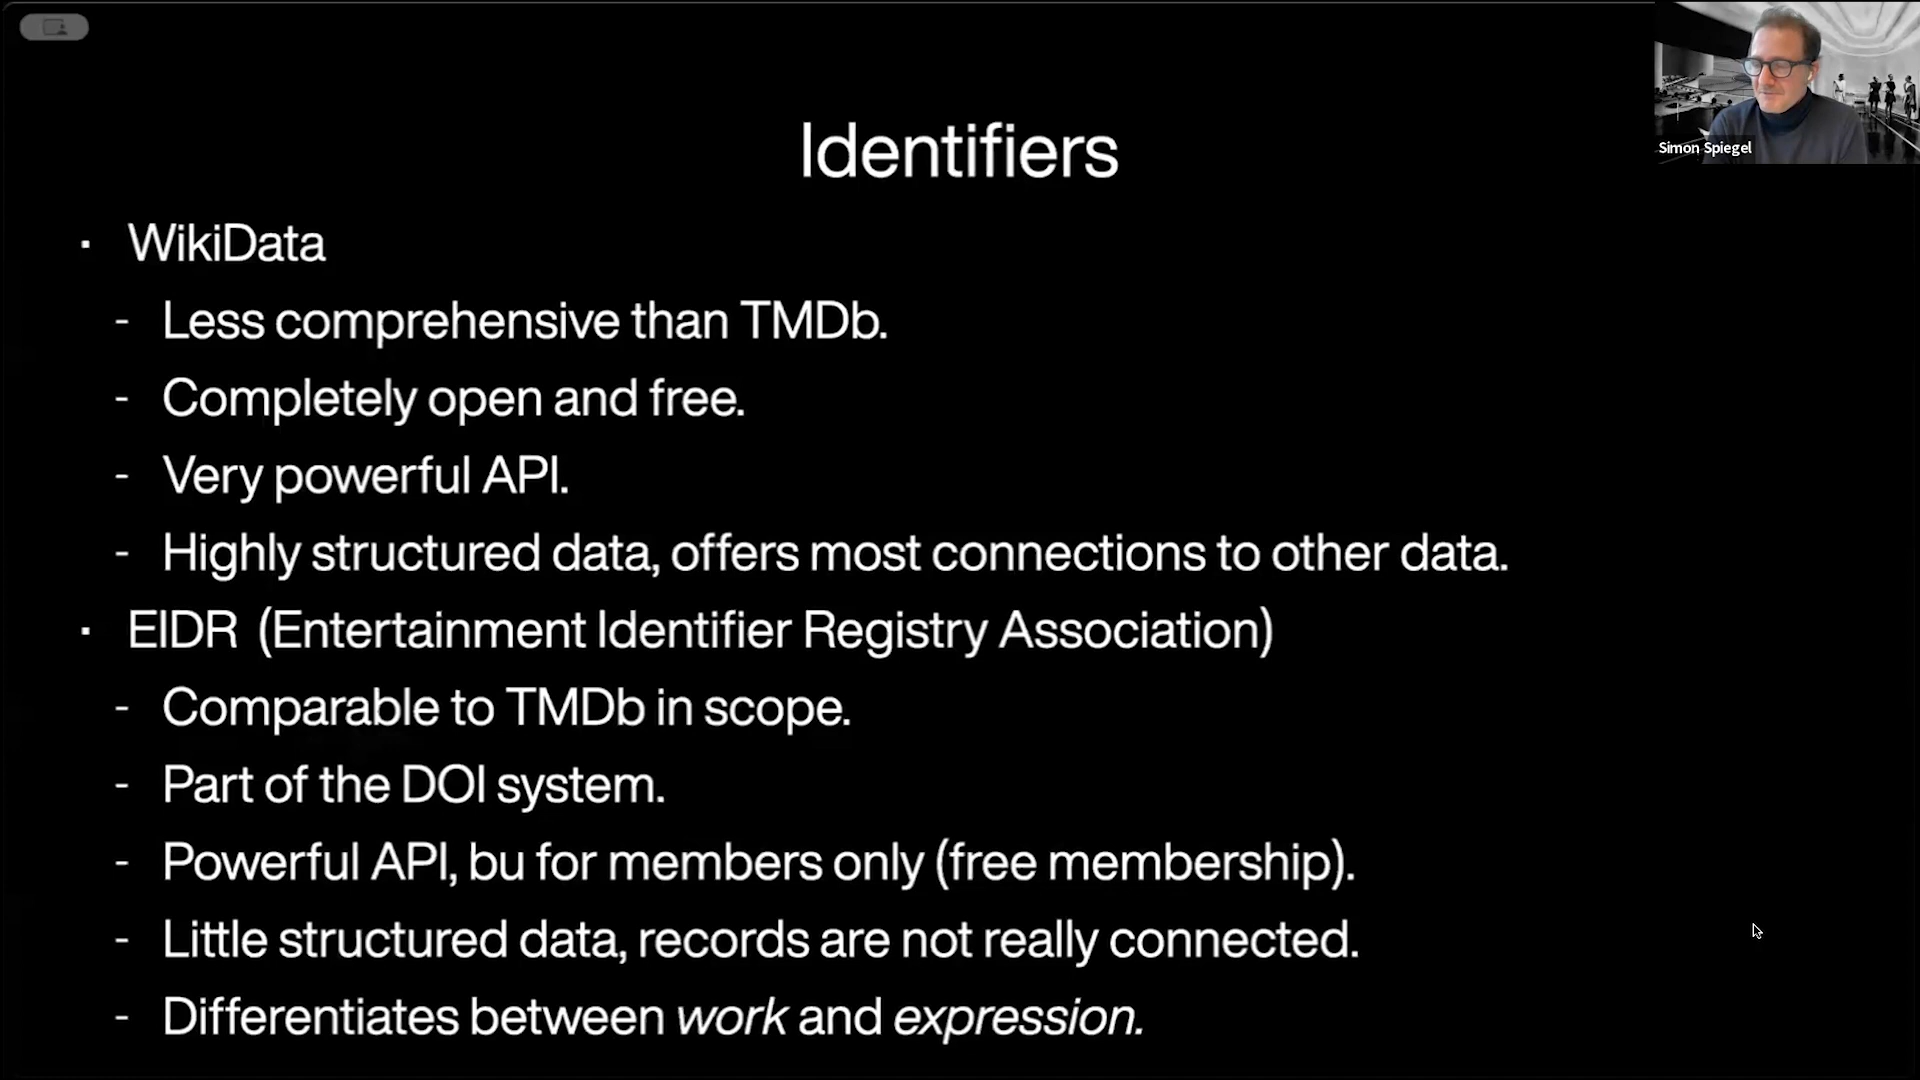 Identifiers
Simon Spiegel
· WikiData
- Less comprehensive than TMDb.
- Completely open and free.
- Very powerful API.
- Highly structured data, offers most connections to other data.
· EIDR (Entertainment Identifier Registry Association)
- Comparable to TMDb in scope.
- Part of the DOI system.
- Powerful API, bu for members only (free membership).
- Little structured data, records are not really connected.
- Differentiates between work and expression.